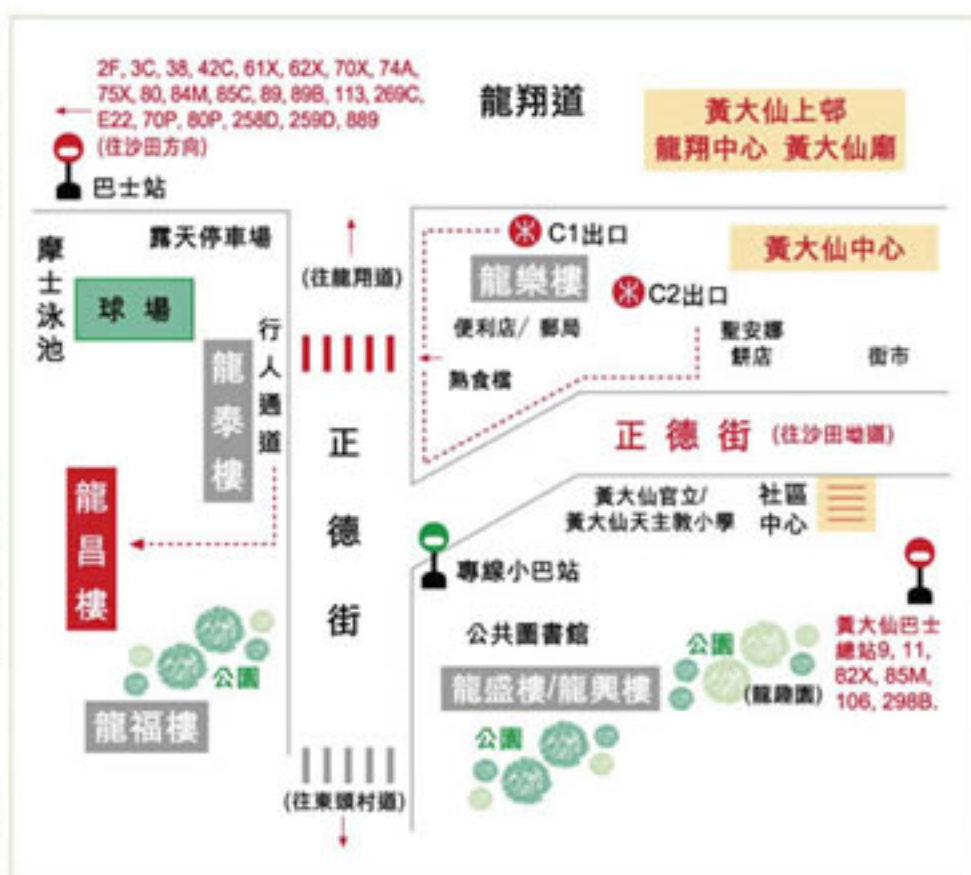 2F, 3C, 38, 42C, 61X, 62X, 70X, 74A,
75X, 80, 84M, 85C, 89, 89B, 113, 269C,
E22, 70P, 80P, 258D, 259D, 889
(往沙田方向)
巴士站
龍翔道
黃大仙上邨
龍翔中心 黃大仙廟
摩士泳池
露天停車場
球場
(往龍翔道)
C1出口
龍樂樓
C2出口
黃大仙中心
便利店/ 郵局
聖安娜
餅店
街市
熟食檔
行人通道
龍泰樓
正德街
正德街 (往沙田坳道)
龍昌樓
黃大仙官立/
黃大仙天主教小學
社區
中心
專線小巴站
公共圖書館
公園
龍福樓
龍盛樓/龍興樓
公園
(龍趣園)
黃大仙巴士
總站9, 11,
82X, 85M,
106, 298B.
公園
(往東頭村道)